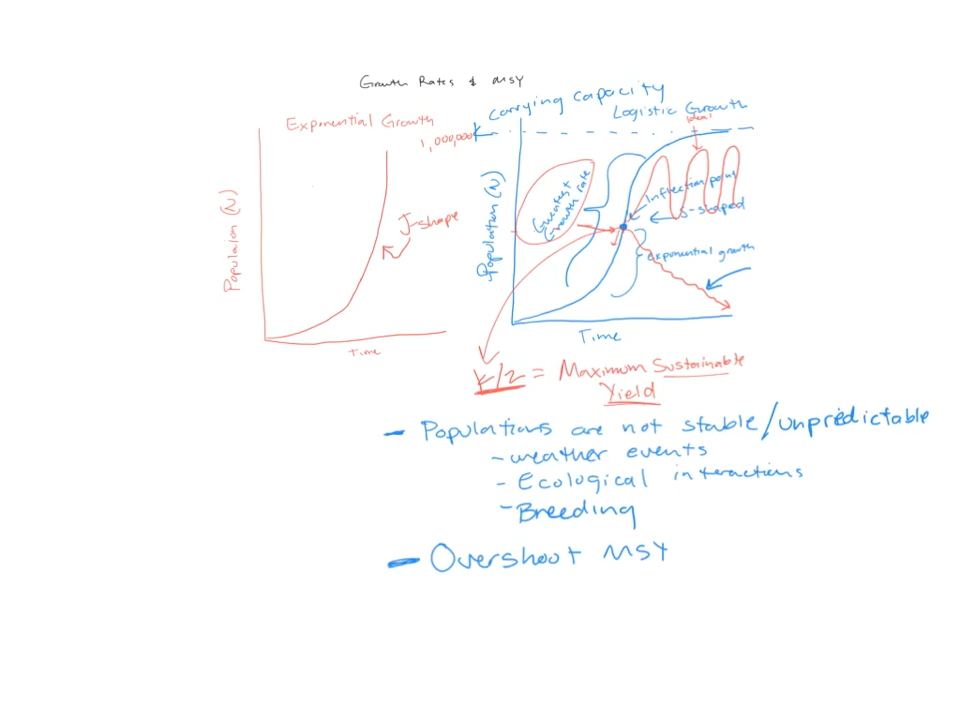 Growth Rates & MSY
Exponential Growth
Population (N)
J-shape
Time
Carrying Capacity
1,000,000
K
Logistic Growth
Ideal
Population (N)
Greatest
Growth rate
Inflection point
S-shaped
exponential growth
Time
K/2 = Maximum Sustainable
Yield
- Populations are not stable/unpredictable
- weather events
- Ecological interactions
- Breeding
- Overshoot MSY